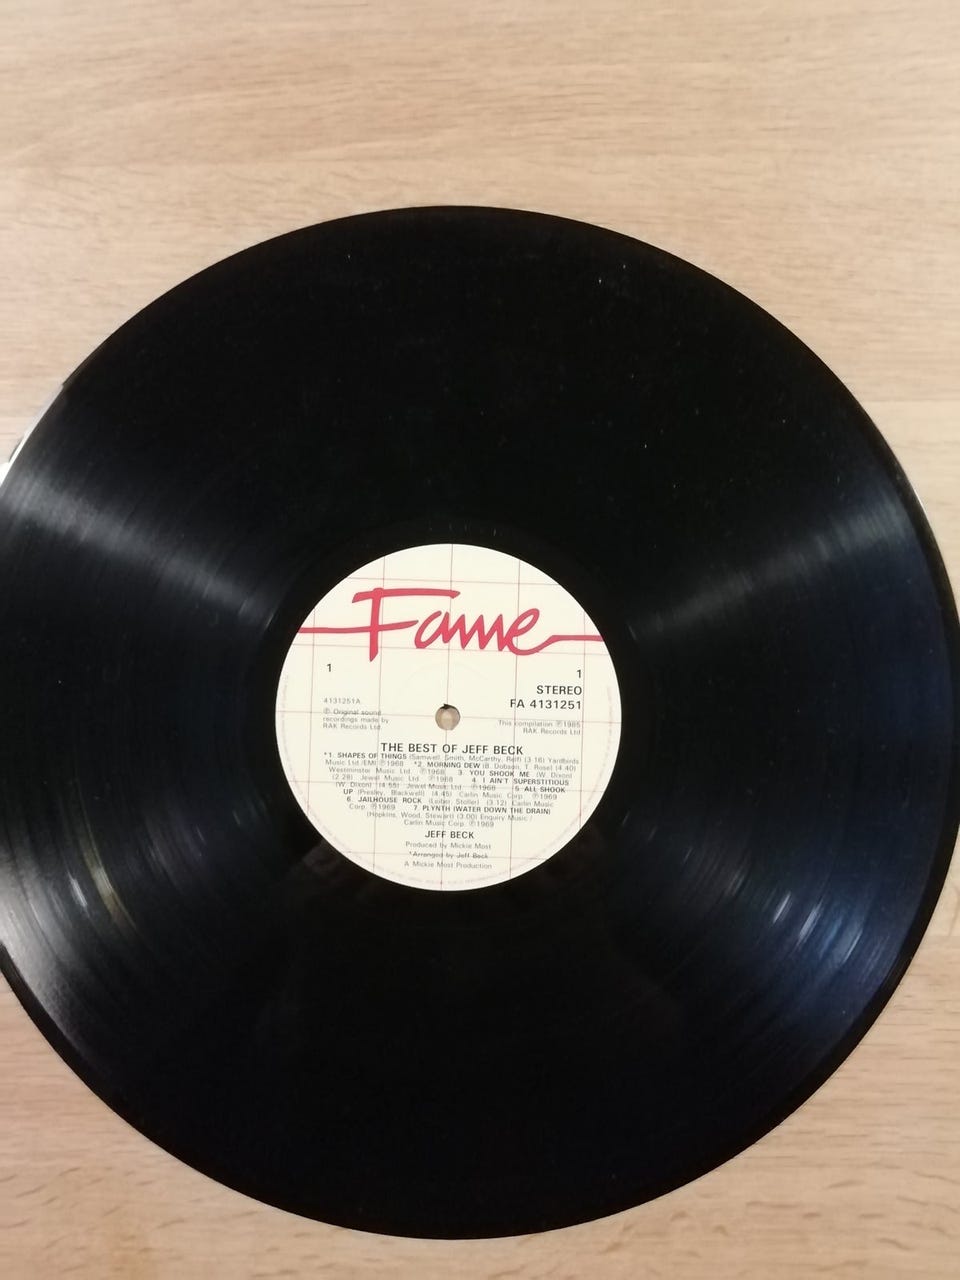 Fame
1
1
STEREO
FA 4131251
4131251A
℗ Original sound
recordings made by
RAK Records Ltd.
This compilation ℗1985
RAK Records Ltd
THE BEST OF JEFF BECK
*1. SHAPES OF THINGS (Samwell, Smith, McCarthy, Relf) (3.16) Yardbirds
Music Ltd./EMI ℗1968 *2. MORNING DEW (B. Dobson, T. Rose) (4.40)
Westminster Music Ltd. ℗1968 3. YOU SHOOK ME (W. Dixon)
(2.28) Jewel Music Ltd ℗1968 4. I AIN'T SUPERSTITIOUS
(W. Dixon) (4.55) Jewel Music Ltd ℗1968 5. ALL SHOOK
UP (Presley, Blackwell) (4.45) Carlin Music Corp ℗1969
6. JAILHOUSE ROCK (Leiber, Stoller) (3.12) Carlin Music
Corp. ℗1969 7. PLYNTH (WATER DOWN THE DRAIN)
(Hopkins, Wood, Stewart) (3.00) Enquiry Music/
Carlin Music Corp. ℗1969
JEFF BECK
Produced by Mickie Most
*Arranged by Jeff Beck
A Mickie Most Production